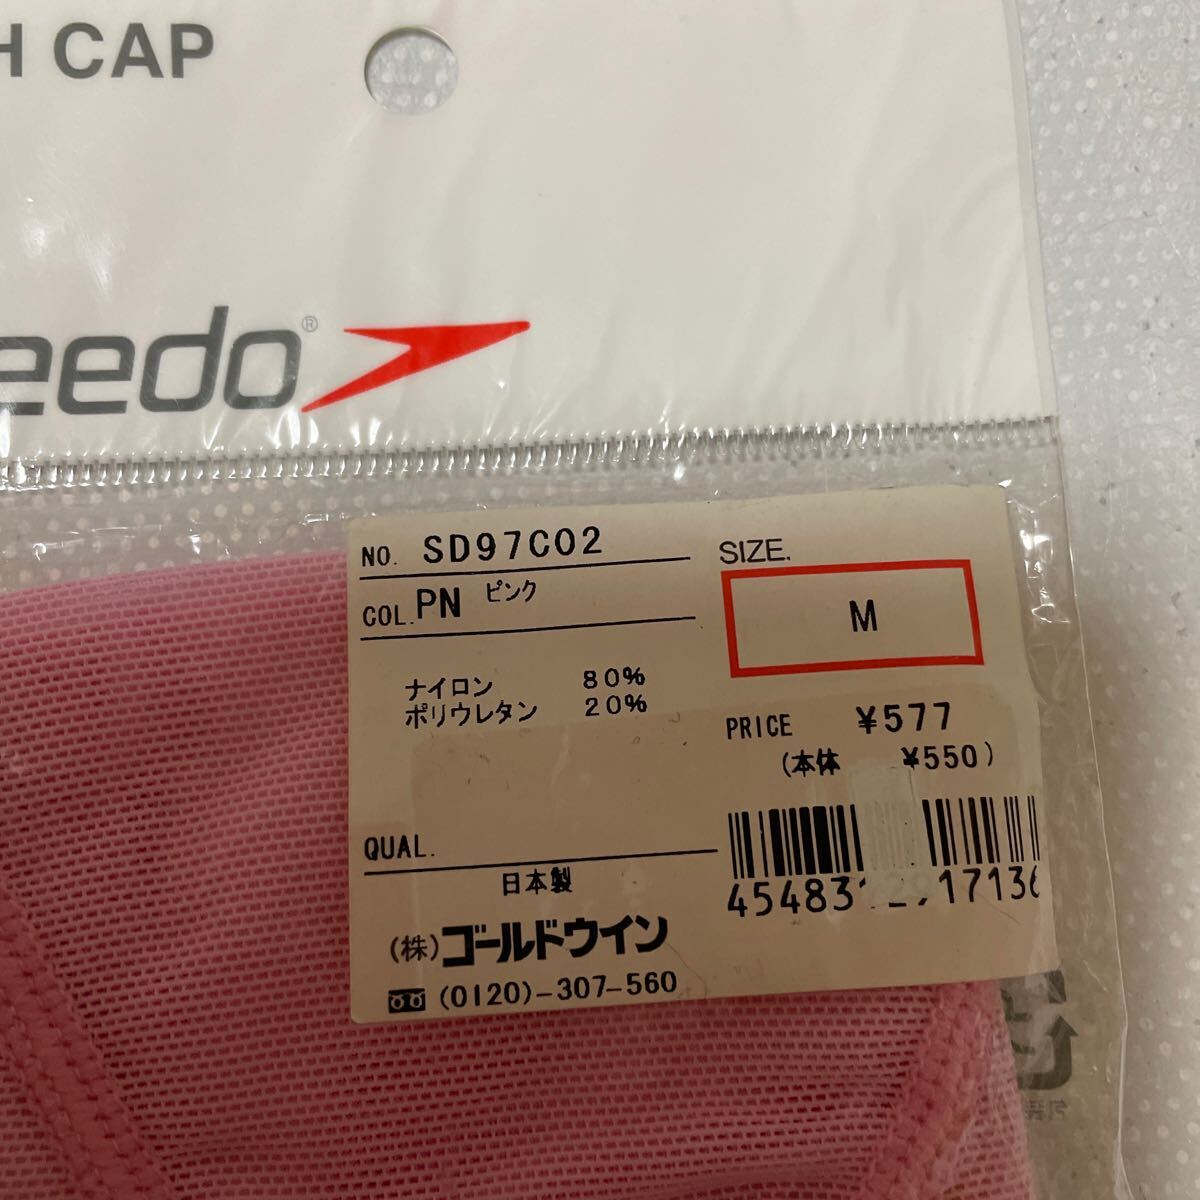 H CAP
eedo®
NO. SD97C02
COL. PN ピンク
ナイロン 80%
ポリウレタン 20%
QUAL.
日本製
(株)ゴールドウイン
(0120)-307-560
SIZE.
M
PRICE ¥577
(本体 ¥550)